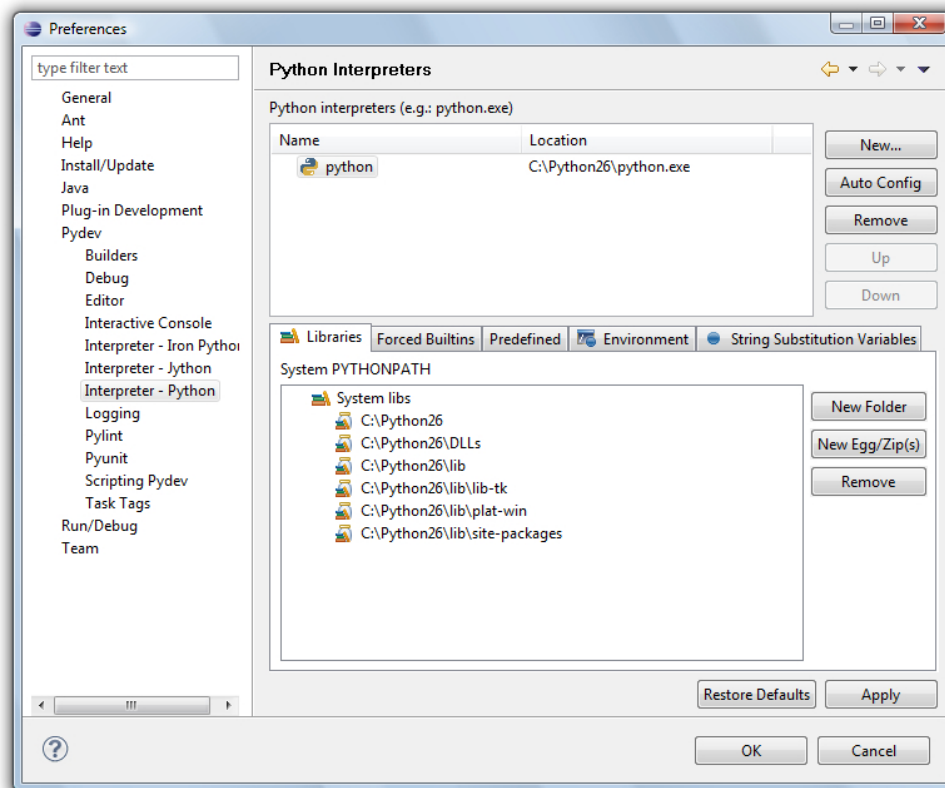 Preferences
type filter text
General
Ant
Help
Install/Update
Java
Plug-in Development
Pydev
Builders
Debug
Editor
Interactive Console
Interpreter - Iron Pytho
Interpreter - Jython
Interpreter - Python
Logging
Pylint
Pyunit
Scripting Pydev
Task Tags
Run/Debug
Team
Python Interpreters
Python interpreters (e.g.: python.exe)
Name Location
python C:\Python26\python.exe
New...
Auto Config
Remove
Up
Down
Libraries Forced Builtins Predefined Environment String Substitution Variables
System PYTHONPATH
System libs
C:\Python26
C:\Python26\DLLs
C:\Python26\lib
C:\Python26\lib\lib-tk
C:\Python26\lib\plat-win
C:\Python26\lib\site-packages
New Folder
New Egg/Zip(s)
Remove
Restore Defaults Apply
OK Cancel